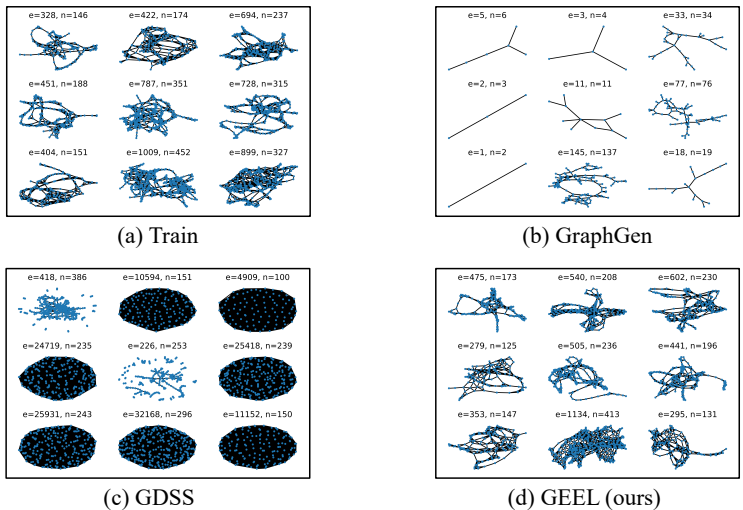 e=328, n=146 e=422, n=174 e=694, n=237
e=451, n=188 e=787, n=351 e=728, n=315
e=404, n=151 e=1009, n=452 e=899, n=327
(a) Train
e=5, n=6 e=3, n=4 e=33, n=34
e=2, n=3 e=11, n=11 e=77, n=76
e=1, n=2 e=145, n=137 e=18, n=19
(b) GraphGen
e=418, n=386 e=10594, n=151 e=4909, n=100
e=24719, n=235 e=226, n=253 e=25418, n=239
e=25931, n=243 e=32168, n=296 e=11152, n=150
(c) GDSS
e=475, n=173 e=540, n=208 e=602, n=230
e=279, n=125 e=505, n=236 e=441, n=196
e=353, n=147 e=1134, n=413 e=295, n=131
(d) GEEL (ours)